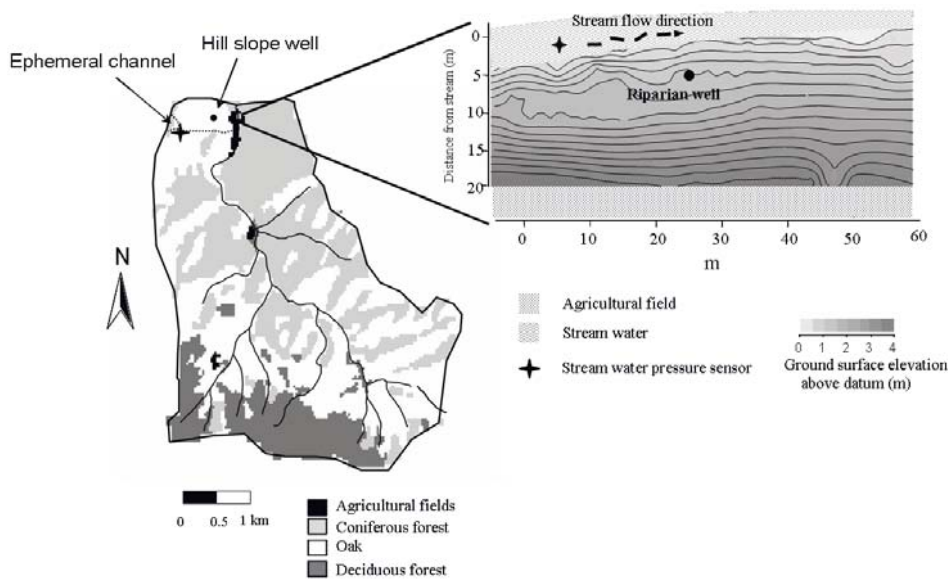 Hill slope well
Ephemeral channel
N
0 0.5 1 km
Agricultural fields
Coniferous forest
Oak
Deciduous forest
Stream flow direction
Riparian well
Distance from stream (m)
0
5
10
15
20
0 10 20 30 40 50 60
m
Agricultural field
Stream water
Stream water pressure sensor
0 1 2 3 4
Ground surface elevation
above datum (m)